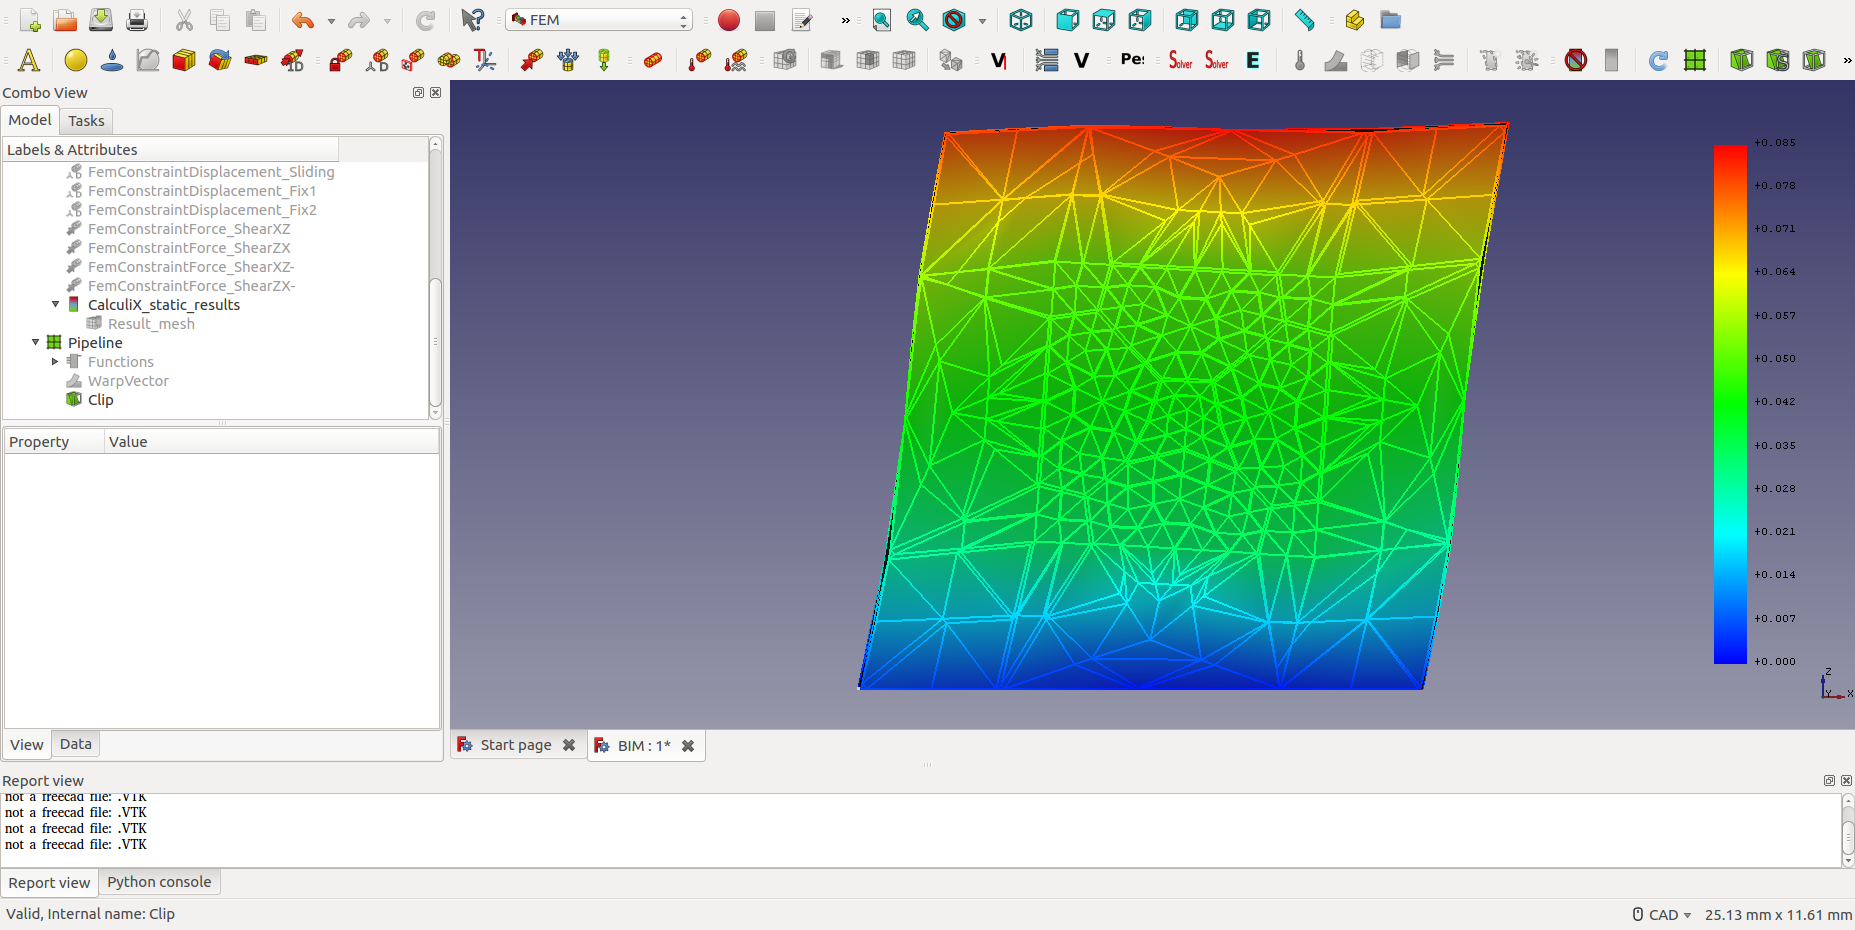 FEM
»
A
D
D
V
V
Pe
Solver
Solver
E
»
Combo View
Model
Tasks
Labels & Attributes
FemConstraintDisplacement_Sliding
FemConstraintDisplacement_Fix1
FemConstraintDisplacement_Fix2
FemConstraintForce_ShearXZ
FemConstraintForce_ShearZX
FemConstraintForce_ShearXZ-
FemConstraintForce_ShearZX-
CalculiX_static_results
Result_mesh
Pipeline
Functions
WarpVector
Clip
Property Value
View
Data
+0.085
+0.078
+0.071
+0.064
+0.057
+0.050
+0.042
+0.035
+0.028
+0.021
+0.014
+0.007
+0.000
Z
Y
X
Start page
BIM : 1*
Report view
not a freecad file: .VTK
not a freecad file: .VTK
not a freecad file: .VTK
not a freecad file: .VTK
Report view
Python console
Valid, Internal name: Clip
CAD
25.13 mm x 11.61 mm